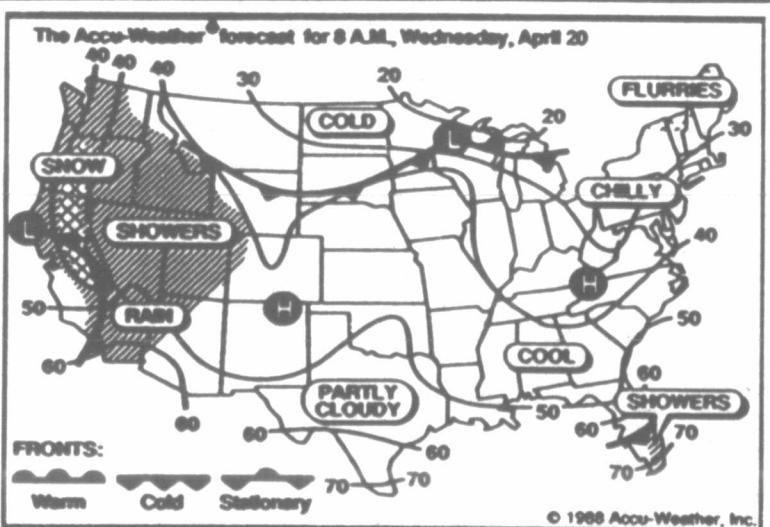 The Accu-Weather forecast for 8 A.M., Wednesday, April 20
40 40 40
30
20
20
FLURRIES
30
COLD
L
SNOW
CHILLY
L
SHOWERS
40
H
H
50
RAIN
50
COOL
60
60
PARTLY
CLOUDY
SHOWERS
60
50
60
70
60
60
70
70 70
FRONTS:
Warm
Cold
Stationary
© 1988 Accu-Weather, Inc.